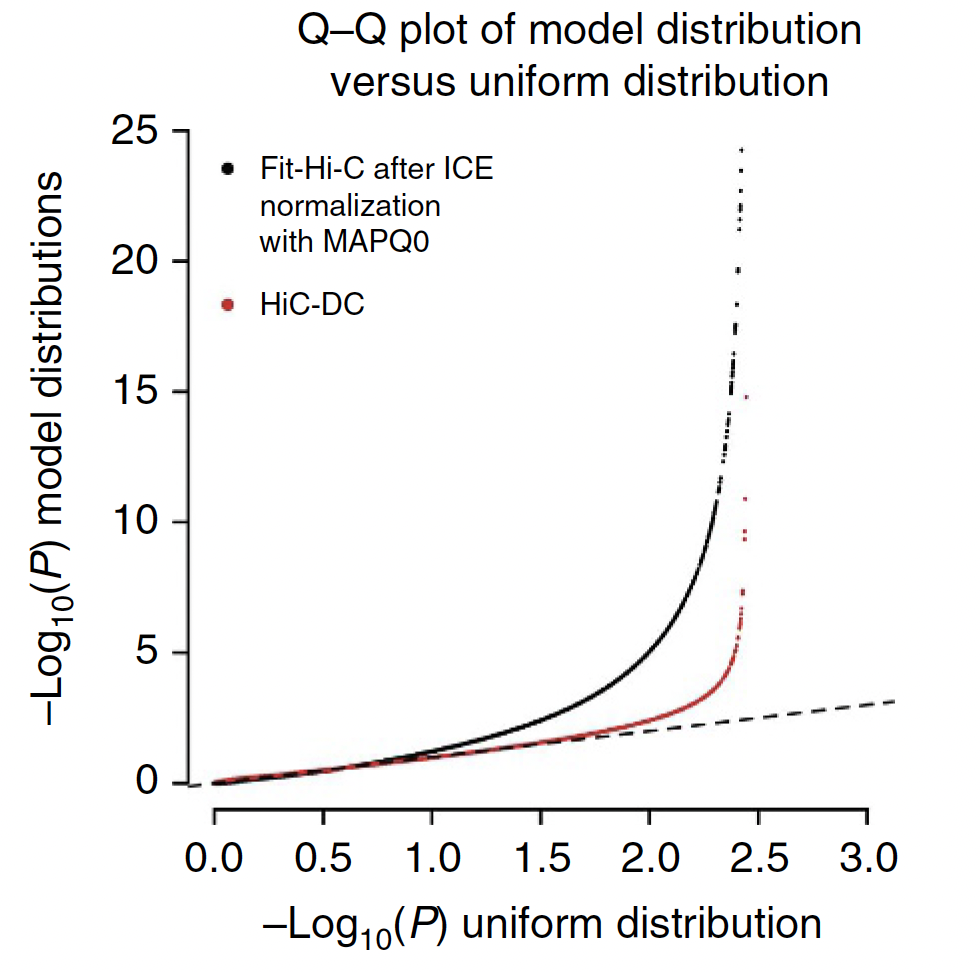 Q–Q plot of model distribution
versus uniform distribution
–Log10(P) model distributions
25
20
15
10
5
0
Fit-Hi-C after ICE
normalization
with MAPQ0
HiC-DC
0.0 0.5 1.0 1.5 2.0 2.5 3.0
–Log10(P) uniform distribution